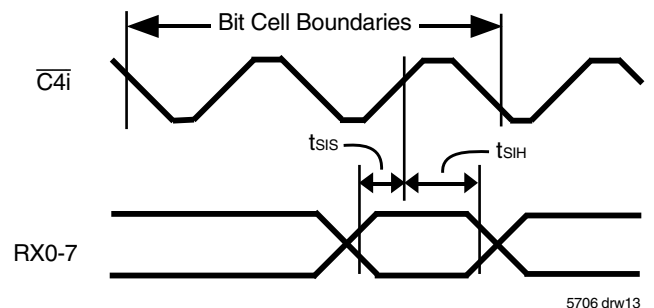 Bit Cell Boundaries
C4i
tSIS
tSIH
RX0-7
5706 drw13